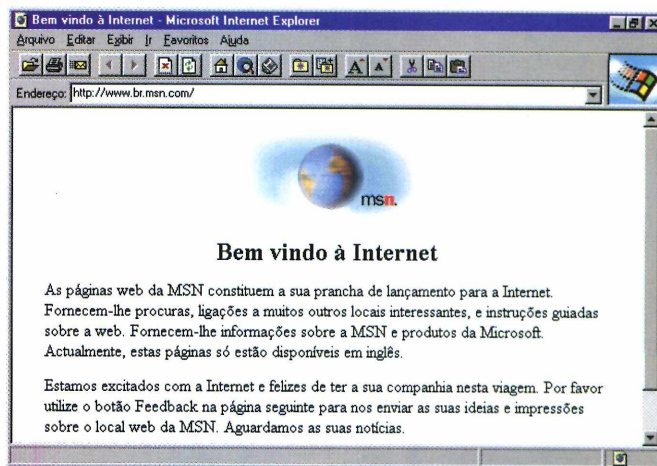 Bem vindo à Internet - Microsoft Internet Explorer
Arquivo Editar Exibir Ir Favoritos Ajuda
Endereço: http://www.br.msn.com/
msn.
Bem vindo à Internet
As páginas web da MSN constituem a sua prancha de lançamento para a Internet.
Fornecem-lhe procuras, ligações a muitos outros locais interessantes, e instruções guiadas
sobre a web. Fornecem-lhe informações sobre a MSN e produtos da Microsoft.
Actualmente, estas páginas só estão disponíveis em inglês.
Estamos excitados com a Internet e felizes de ter a sua companhia nesta viagem. Por favor
utilize o botão Feedback na página seguinte para nos enviar as suas ideias e impressões
sobre o local web da MSN. Aguardamos as suas notícias.